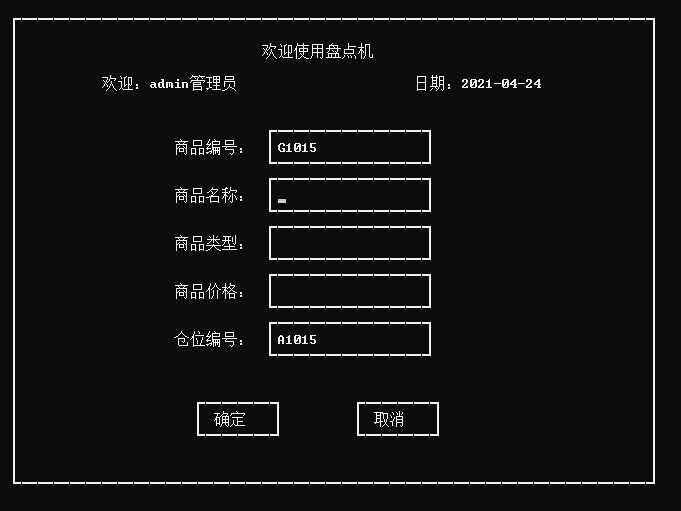 欢迎使用盘点机
欢迎：admin管理员 日期：2021-04-24
商品编号： G1015
商品名称：
商品类型：
商品价格：
仓位编号： A1015
确定 取消